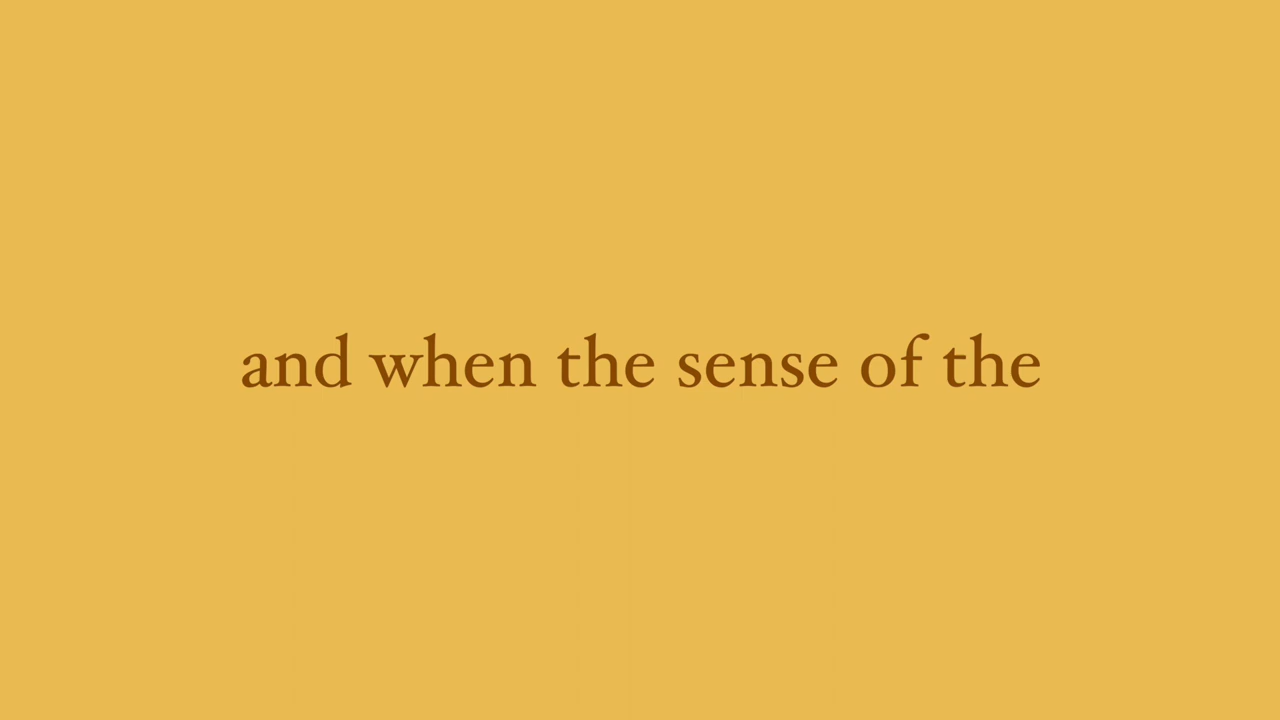 and when the sense of the